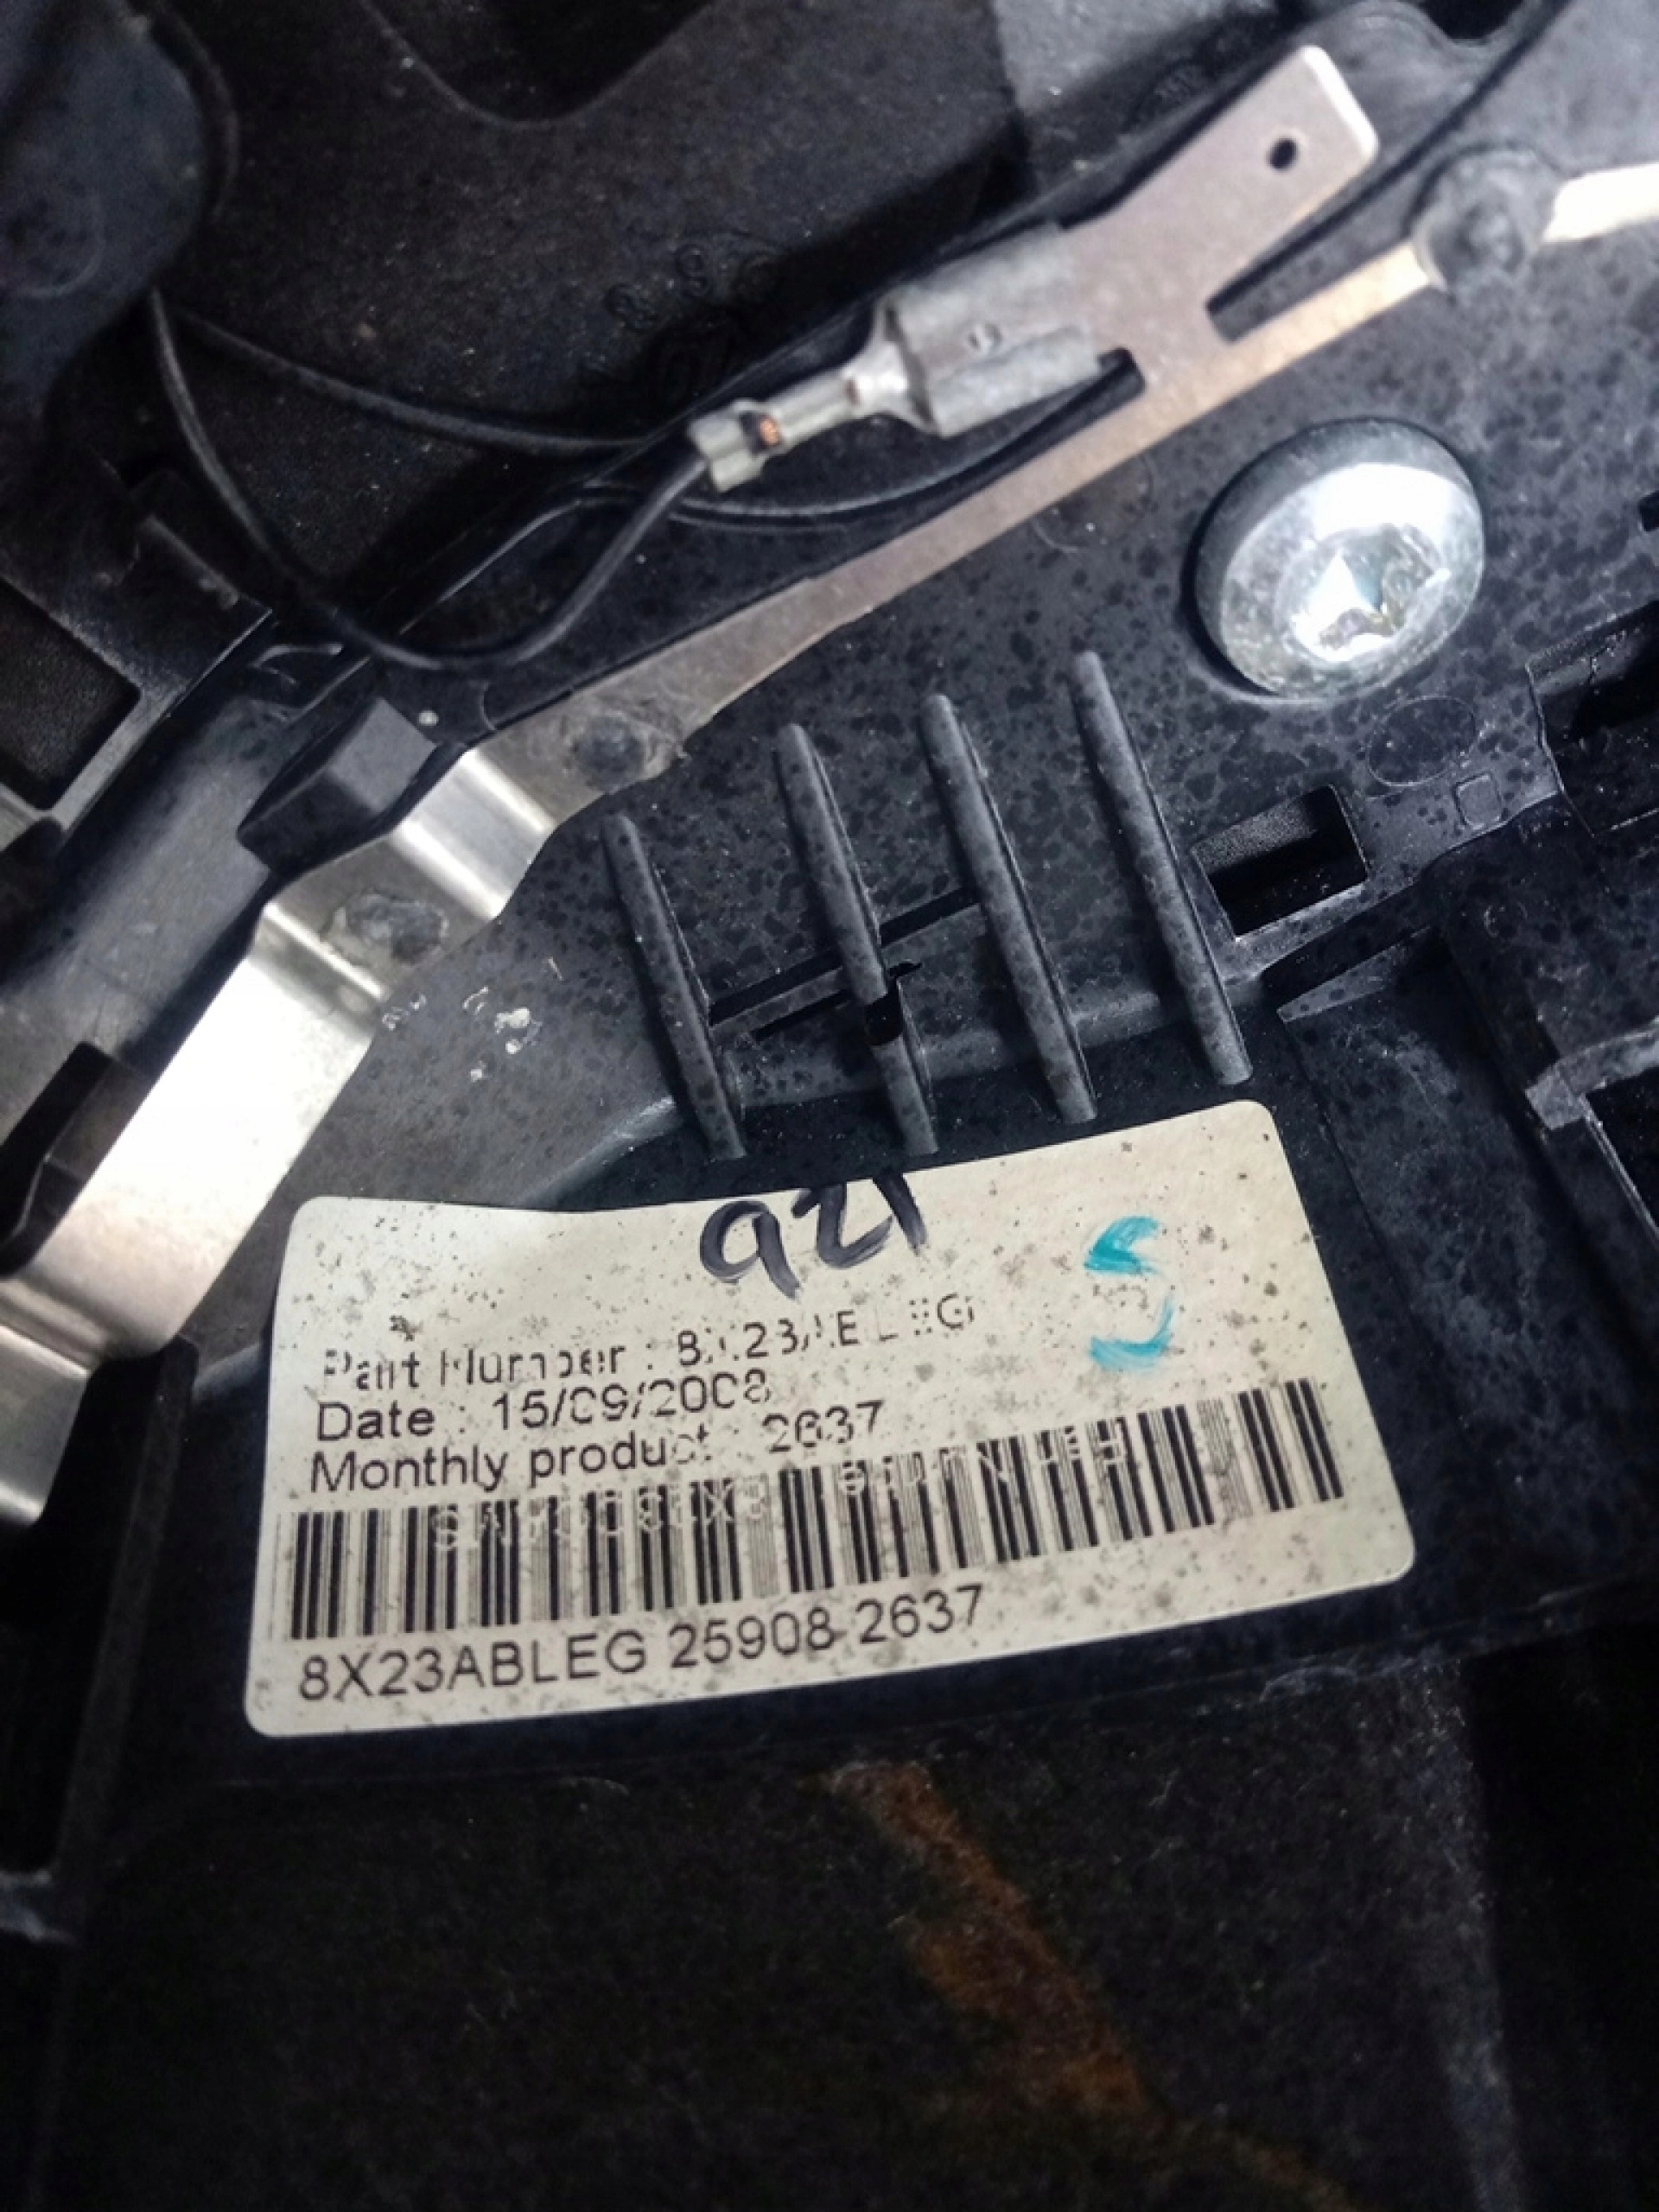 921
Part Number : 8X23ABLEG
Date : 15/09/2008
Monthly product : 2637
8X23ABLEG 25908 2637